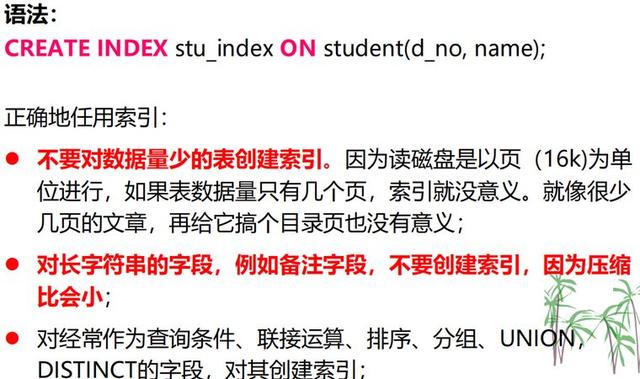 语法：
CREATE INDEX stu_index ON student(d_no, name);
正确地任用索引：
● 不要对数据量少的表创建索引。因为读磁盘是以页（16k)为单
位进行，如果表数据量只有几个页，索引就没意义。就像很少
几页的文章，再给它搞个目录页也没有意义；
● 对长字符串的字段，例如备注字段，不要创建索引，因为压缩
比会小；
● 对经常作为查询条件、联接运算、排序、分组、UNION，
DISTINCT的字段，对其创建索引；